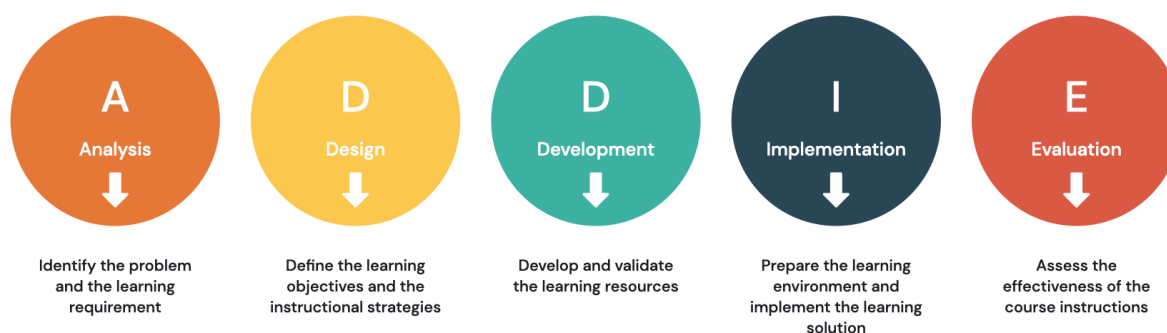 A
Analysis
Identify the problem
and the learning
requirement
D
Design
Define the learning
objectives and the
instructional strategies
D
Development
Develop and validate
the learning resources
I
Implementation
Prepare the learning
environment and
implement the learning
solution
E
Evaluation
Assess the
effectiveness of the
course instructions